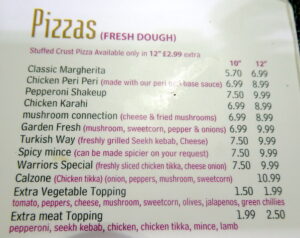 Pizzas (FRESH DOUGH)
Stuffed Crust Pizza Available only in 12" £2.99 extra
10" 12"
Classic Margherita 5.70 6.99
Chicken Peri Peri (made with our peri base sauce) 6.99 8.99
Pepperoni Shakeup 7.50 9.99
Chicken Karahi 6.99 8.99
mushroom connection (cheese & fried mushrooms) 6.99 8.99
Garden Fresh (mushroom, sweetcorn, pepper & onions) 6.99 9.99
Turkish Way (freshly grilled Seekh kebab, Cheese) 7.50 9.99
Spicy mince (can be made spicier on your request) 7.50 9.99
Warriors Special (freshly sliced chicken tikka, cheese onion) 7.50 9.99
Calzone (Chicken tikka) (onion, peppers, mushroom, sweetcorn) 10.99
Extra Vegetable Topping 1.50 1.99
tomato, peppers, cheese, mushroom, sweetcorn, olives, jalapenos, green chillies
Extra meat Topping 1.99 2.50
pepperoni, seekh kebab, chicken, chicken tikka, mince, lamb